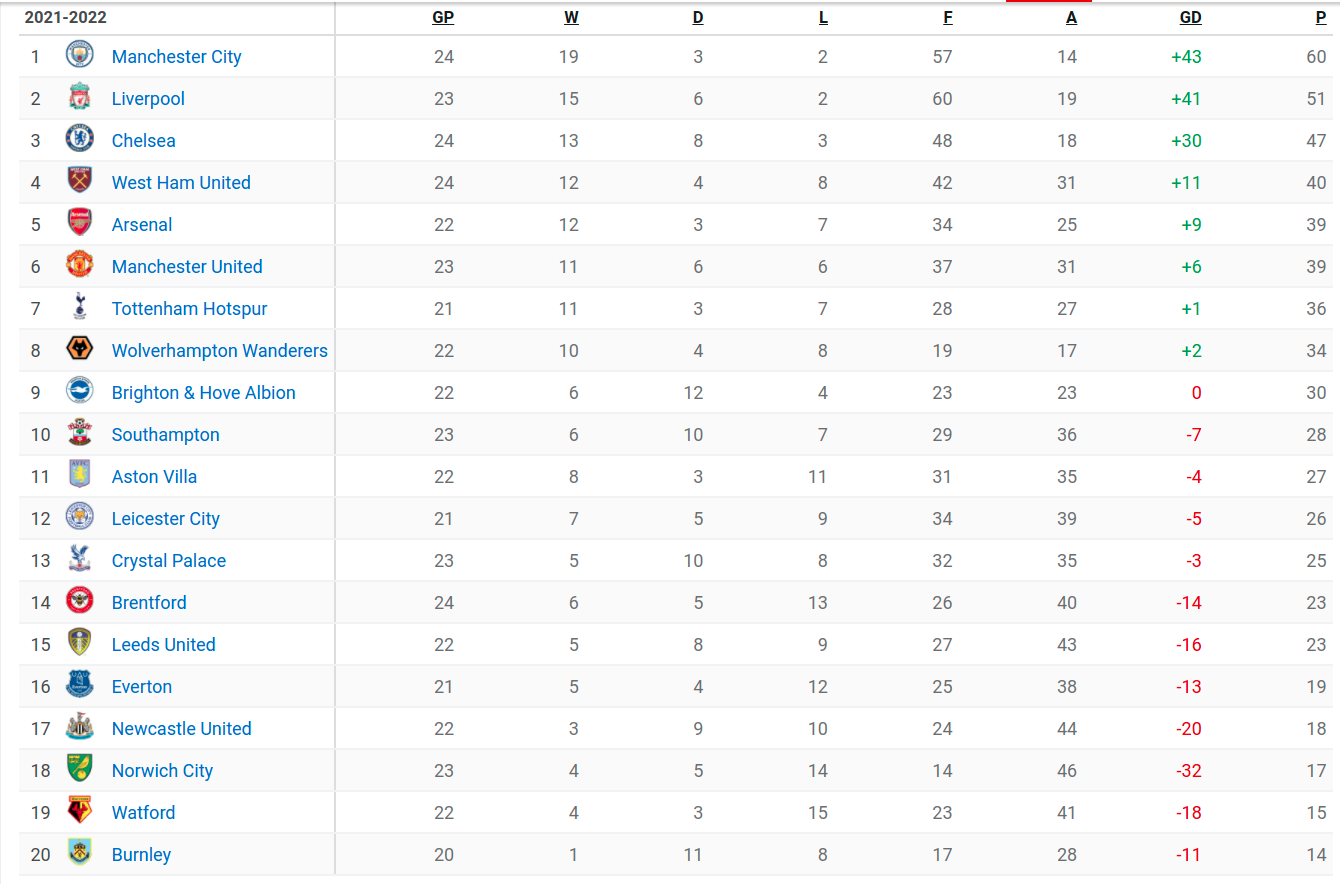 2021-2022 GP W D L F A GD P
1 Manchester City 24 19 3 2 57 14 +43 60
2 Liverpool 23 15 6 2 60 19 +41 51
3 Chelsea 24 13 8 3 48 18 +30 47
4 West Ham United 24 12 4 8 42 31 +11 40
5 Arsenal 22 12 3 7 34 25 +9 39
6 Manchester United 23 11 6 6 37 31 +6 39
7 Tottenham Hotspur 21 11 3 7 28 27 +1 36
8 Wolverhampton Wanderers 22 10 4 8 19 17 +2 34
9 Brighton & Hove Albion 22 6 12 4 23 23 0 30
10 Southampton 23 6 10 7 29 36 -7 28
11 Aston Villa 22 8 3 11 31 35 -4 27
12 Leicester City 21 7 5 9 34 39 -5 26
13 Crystal Palace 23 5 10 8 32 35 -3 25
14 Brentford 24 6 5 13 26 40 -14 23
15 Leeds United 22 5 8 9 27 43 -16 23
16 Everton 21 5 4 12 25 38 -13 19
17 Newcastle United 22 3 9 10 24 44 -20 18
18 Norwich City 23 4 5 14 14 46 -32 17
19 Watford 22 4 3 15 23 41 -18 15
20 Burnley 20 1 11 8 17 28 -11 14